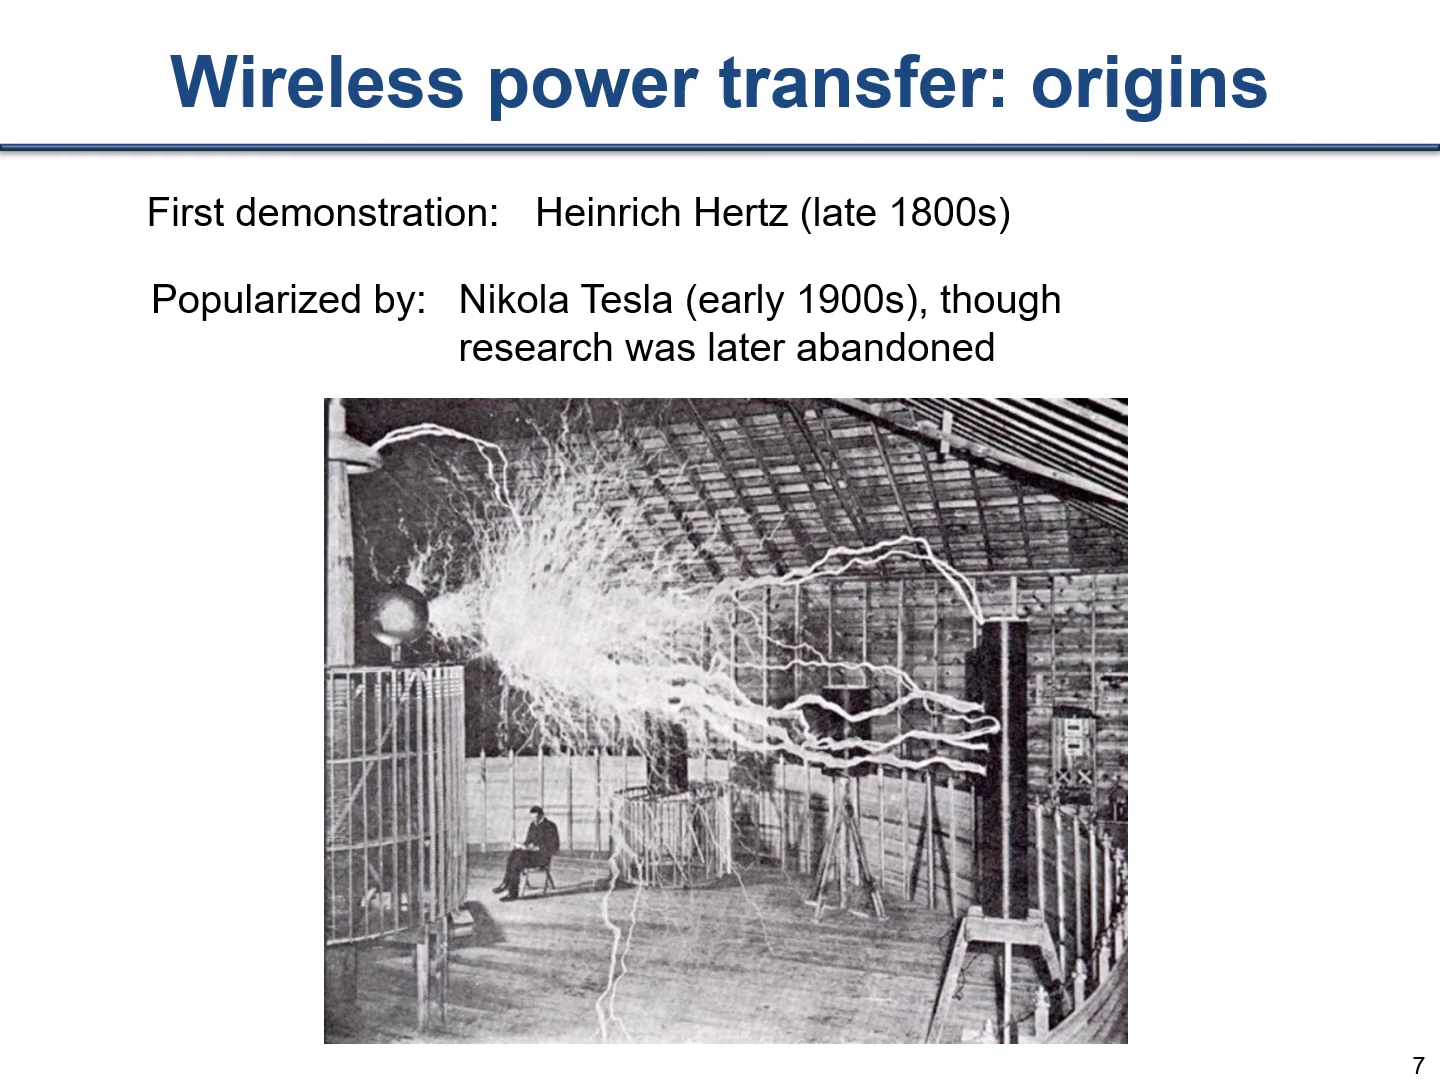 Wireless power transfer: origins
First demonstration: Heinrich Hertz (late 1800s)
Popularized by: Nikola Tesla (early 1900s), though
research was later abandoned
7